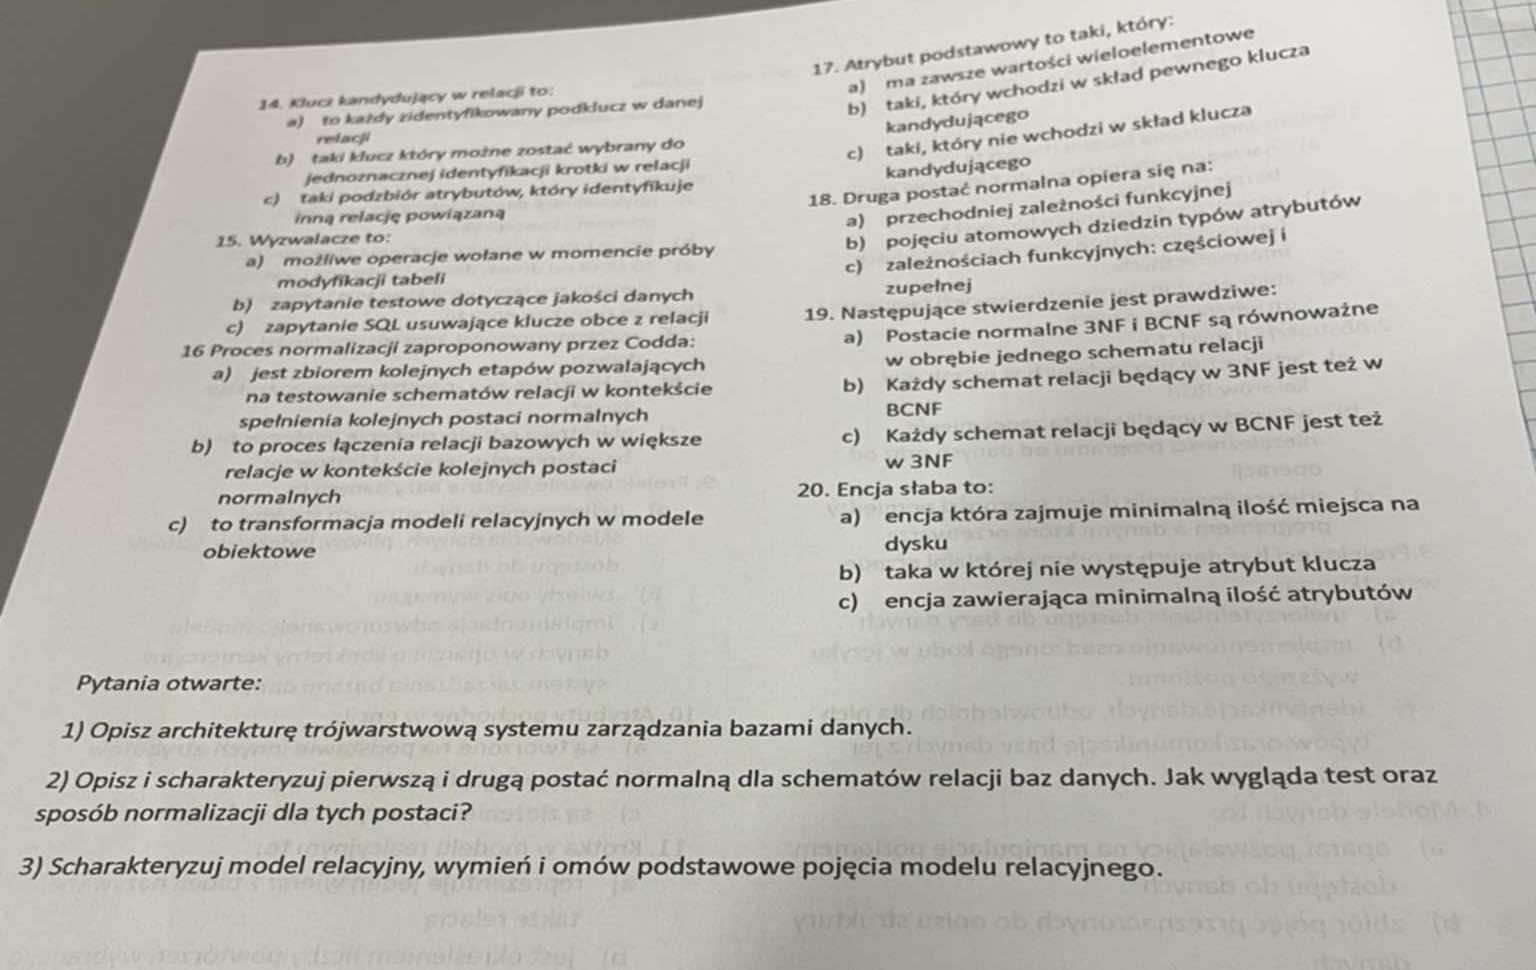 14. Klucz kandydujący w relacji to:
a) to każdy zidentyfikowany podklucz w danej
relacji
b) taki klucz który możne zostać wybrany do
jednoznacznej identyfikacji krotki w relacji
c) taki podzbiór atrybutów, który identyfikuje
inną relację powiązaną
15. Wyzwalacze to:
a) możliwe operacje wołane w momencie próby
modyfikacji tabeli
b) zapytanie testowe dotyczące jakości danych
c) zapytanie SQL usuwające klucze obce z relacji
16 Proces normalizacji zaproponowany przez Codda:
a) jest zbiorem kolejnych etapów pozwalających
na testowanie schematów relacji w kontekście
spełnienia kolejnych postaci normalnych
b) to proces łączenia relacji bazowych w większe
relacje w kontekście kolejnych postaci
normalnych
c) to transformacja modeli relacyjnych w modele
obiektowe
17. Atrybut podstawowy to taki, który:
a) ma zawsze wartości wieloelementowe
b) taki, który wchodzi w skład pewnego klucza
kandydującego
c) taki, który nie wchodzi w skład klucza
kandydującego
18. Druga postać normalna opiera się na:
a) przechodniej zależności funkcyjnej
b) pojęciu atomowych dziedzin typów atrybutów
c) zależnościach funkcyjnych: częściowej i
zupełnej
19. Następujące stwierdzenie jest prawdziwe:
a) Postacie normalne 3NF i BCNF są równoważne
w obrębie jednego schematu relacji
b) Każdy schemat relacji będący w 3NF jest też w
BCNF
c) Każdy schemat relacji będący w BCNF jest też
w 3NF
20. Encja słaba to:
a) encja która zajmuje minimalną ilość miejsca na
dysku
b) taka w której nie występuje atrybut klucza
c) encja zawierająca minimalną ilość atrybutów
Pytania otwarte:
1) Opisz architekturę trójwarstwową systemu zarządzania bazami danych.
2) Opisz i scharakteryzuj pierwszą i drugą postać normalną dla schematów relacji baz danych. Jak wygląda test oraz
sposób normalizacji dla tych postaci?
3) Scharakteryzuj model relacyjny, wymień i omów podstawowe pojęcia modelu relacyjnego.